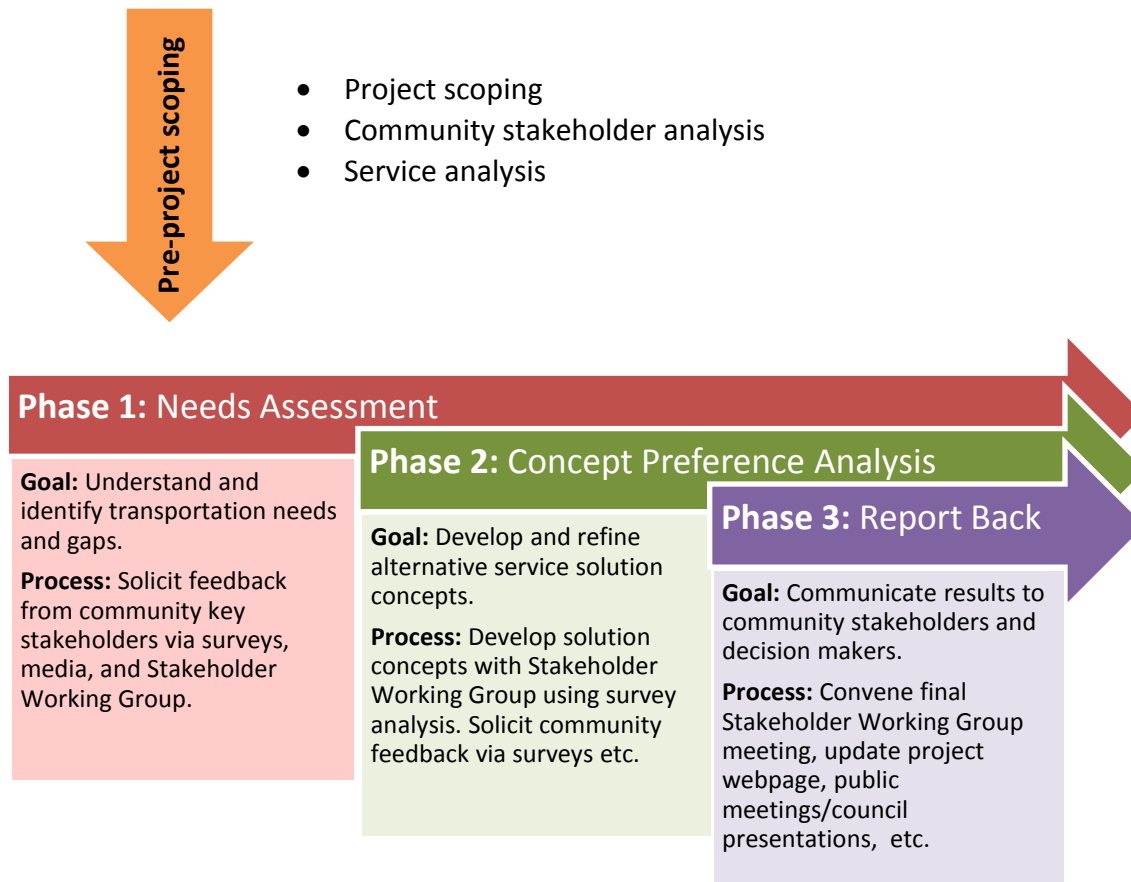 Pre-project scoping
• Project scoping
• Community stakeholder analysis
• Service analysis
Phase 1: Needs Assessment
Goal: Understand and
identify transportation needs
and gaps.
Process: Solicit feedback
from community key
stakeholders via surveys,
media, and Stakeholder
Working Group.
Phase 2: Concept Preference Analysis
Goal: Develop and refine
alternative service solution
concepts.
Process: Develop solution
concepts with Stakeholder
Working Group using survey
analysis. Solicit community
feedback via surveys etc.
Phase 3: Report Back
Goal: Communicate results to
community stakeholders and
decision makers.
Process: Convene final
Stakeholder Working Group
meeting, update project
webpage, public
meetings/council
presentations,  etc.